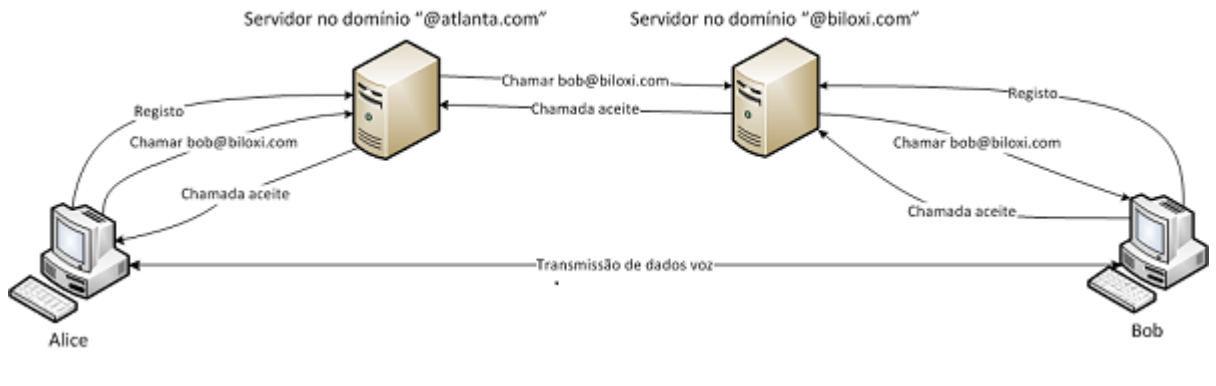 Servidor no domínio “@atlanta.com”
Servidor no domínio “@biloxi.com”
Chamar bob@biloxi.com
Chamada aceite
Registo
Chamar bob@biloxi.com
Chamada aceite
Registo
Chamar bob@biloxi.com
Chamada aceite
Transmissão de dados voz
Alice
Bob